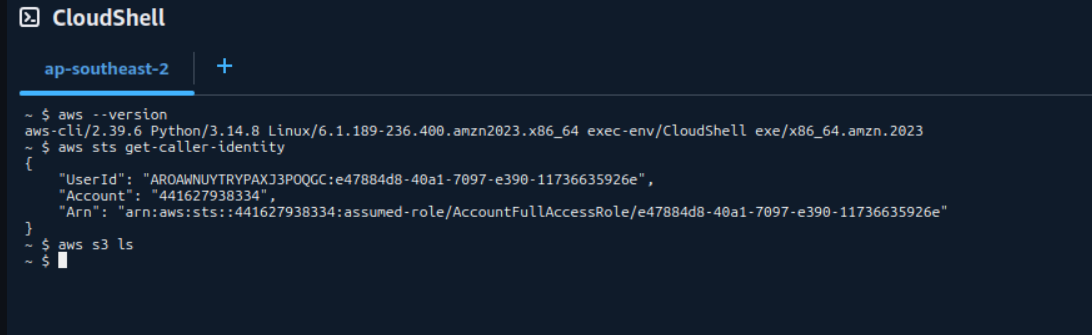 CloudShell
ap-southeast-2 +
~ $ aws --version
aws-cli/2.39.6 Python/3.14.8 Linux/6.1.189-236.400.amzn2023.x86_64 exec-env/CloudShell exe/x86_64.amzn.2023
~ $ aws sts get-caller-identity
{
    "UserId": "AROAWNUYTRYPAXJ3POQGC:e47884d8-40a1-7097-e390-11736635926e",
    "Account": "441627938334",
    "Arn": "arn:aws:sts::441627938334:assumed-role/AccountFullAccessRole/e47884d8-40a1-7097-e390-11736635926e"
}
~ $ aws s3 ls
~ $